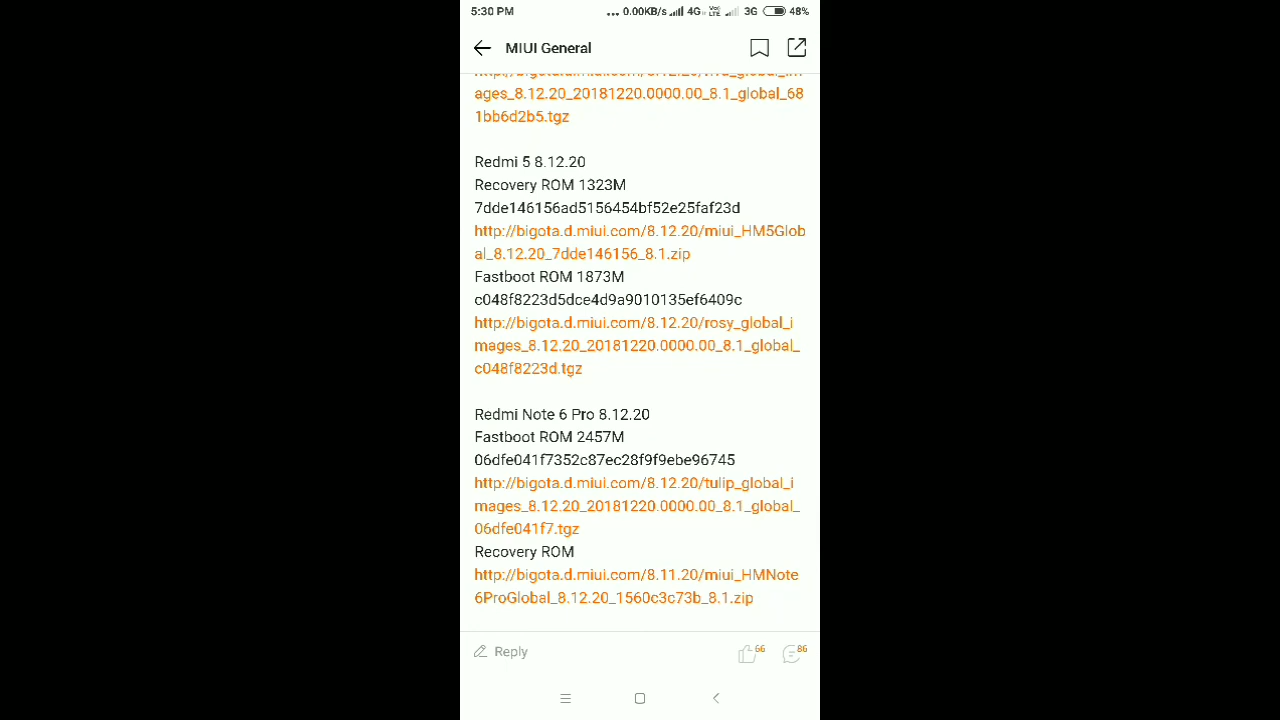 5:30 PM ... 0.00KB/s 4G VoLTE 3G 48%
MIUI General
ages_8.12.20_20181220.0000.00_8.1_global_68
1bb6d2b5.tgz
Redmi 5 8.12.20
Recovery ROM 1323M
7dde146156ad5156454bf52e25faf23d
http://bigota.d.miui.com/8.12.20/miui_HM5Glob
al_8.12.20_7dde146156_8.1.zip
Fastboot ROM 1873M
c048f8223d5dce4d9a9010135ef6409c
http://bigota.d.miui.com/8.12.20/rosy_global_i
mages_8.12.20_20181220.0000.00_8.1_global_
c048f8223d.tgz
Redmi Note 6 Pro 8.12.20
Fastboot ROM 2457M
06dfe041f7352c87ec28f9f9ebe96745
http://bigota.d.miui.com/8.12.20/tulip_global_i
mages_8.12.20_20181220.0000.00_8.1_global_
06dfe041f7.tgz
Recovery ROM
http://bigota.d.miui.com/8.11.20/miui_HMNote
6ProGlobal_8.12.20_1560c3c73b_8.1.zip
Reply 66 86